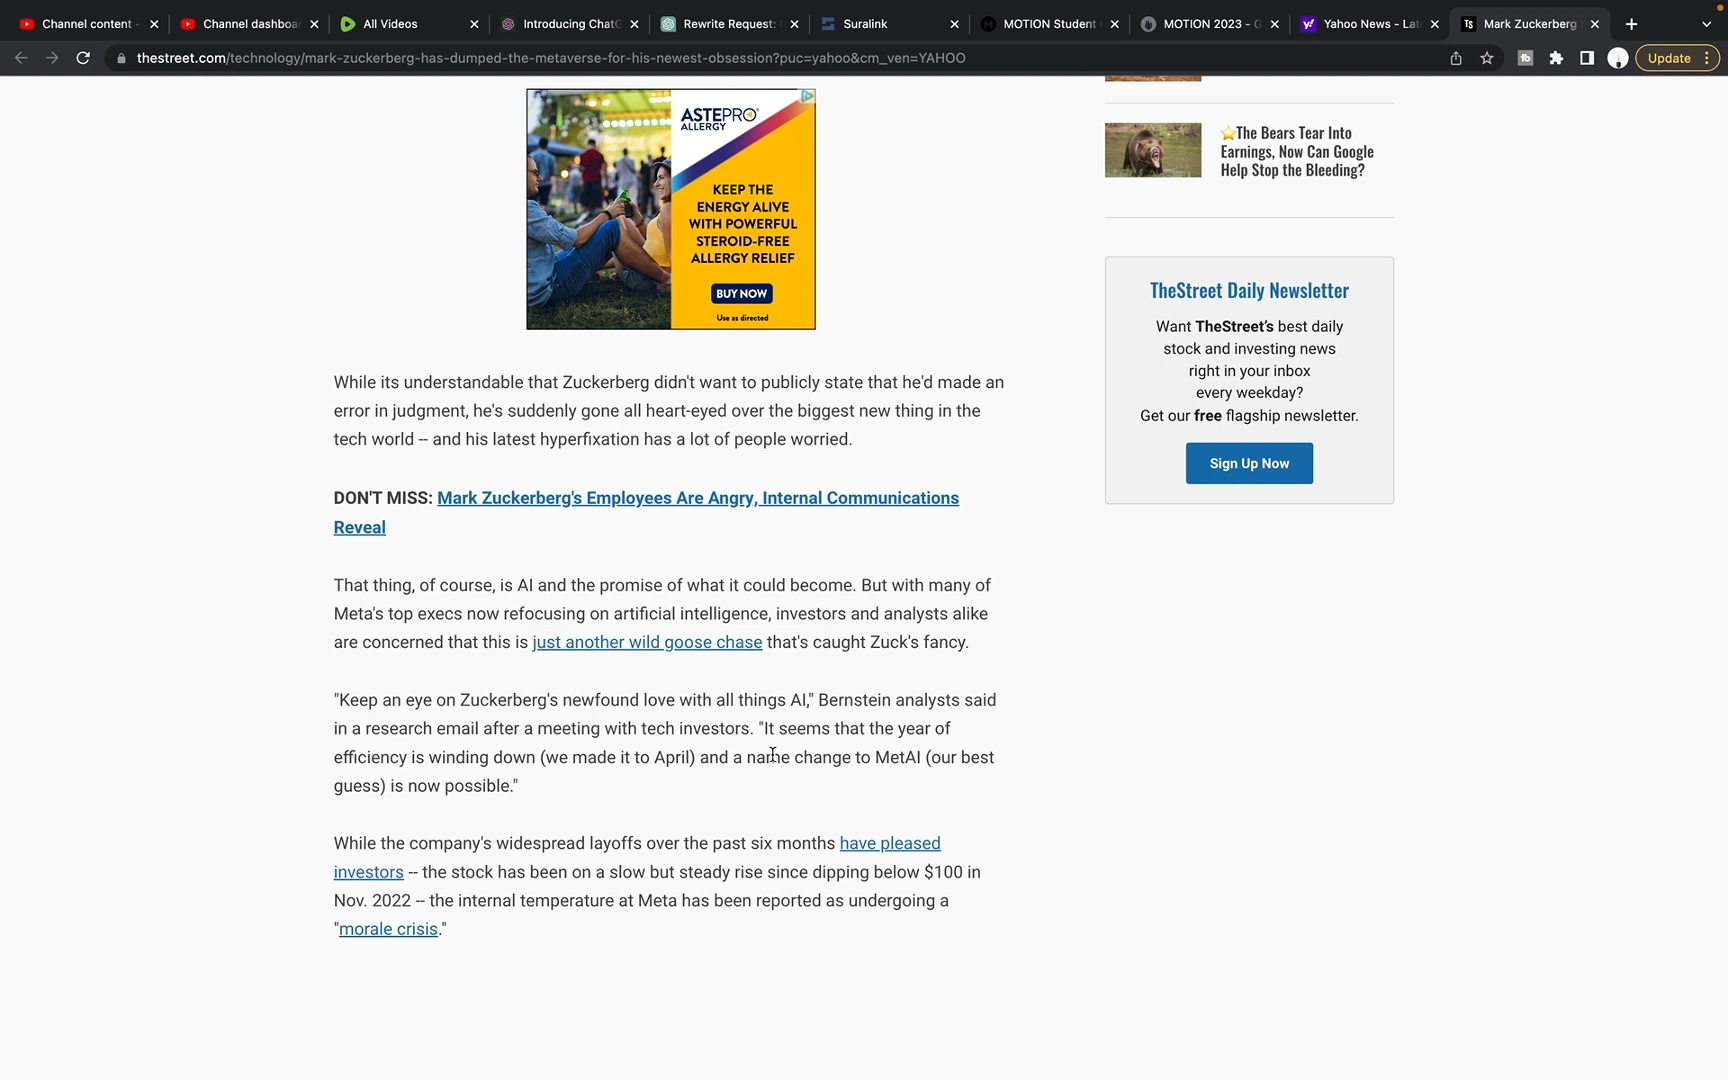 Channel content
Channel dashboa
All Videos
Introducing ChatG
Rewrite Request:
Suralink
MOTION Student
MOTION 2023 - G
Yahoo News - Lat
Mark Zuckerberg
thestreet.com/technology/mark-zuckerberg-has-dumped-the-metaverse-for-his-newest-obsession?puc=yahoo&cm_ven=YAHOO
Update
ASTEPRO
ALLERGY
KEEP THE
ENERGY ALIVE
WITH POWERFUL
STEROID-FREE
ALLERGY RELIEF
BUY NOW
Use as directed
While its understandable that Zuckerberg didn't want to publicly state that he'd made an
error in judgment, he's suddenly gone all heart-eyed over the biggest new thing in the
tech world -- and his latest hyperfixation has a lot of people worried.
DON'T MISS: Mark Zuckerberg's Employees Are Angry, Internal Communications
Reveal
That thing, of course, is AI and the promise of what it could become. But with many of
Meta's top execs now refocusing on artificial intelligence, investors and analysts alike
are concerned that this is just another wild goose chase that's caught Zuck's fancy.
"Keep an eye on Zuckerberg's newfound love with all things AI," Bernstein analysts said
in a research email after a meeting with tech investors. "It seems that the year of
efficiency is winding down (we made it to April) and a name change to MetAI (our best
guess) is now possible."
While the company's widespread layoffs over the past six months have pleased
investors -- the stock has been on a slow but steady rise since dipping below $100 in
Nov. 2022 -- the internal temperature at Meta has been reported as undergoing a
"morale crisis."
The Bears Tear Into
Earnings, Now Can Google
Help Stop the Bleeding?
TheStreet Daily Newsletter
Want TheStreet's best daily
stock and investing news
right in your inbox
every weekday?
Get our free flagship newsletter.
Sign Up Now